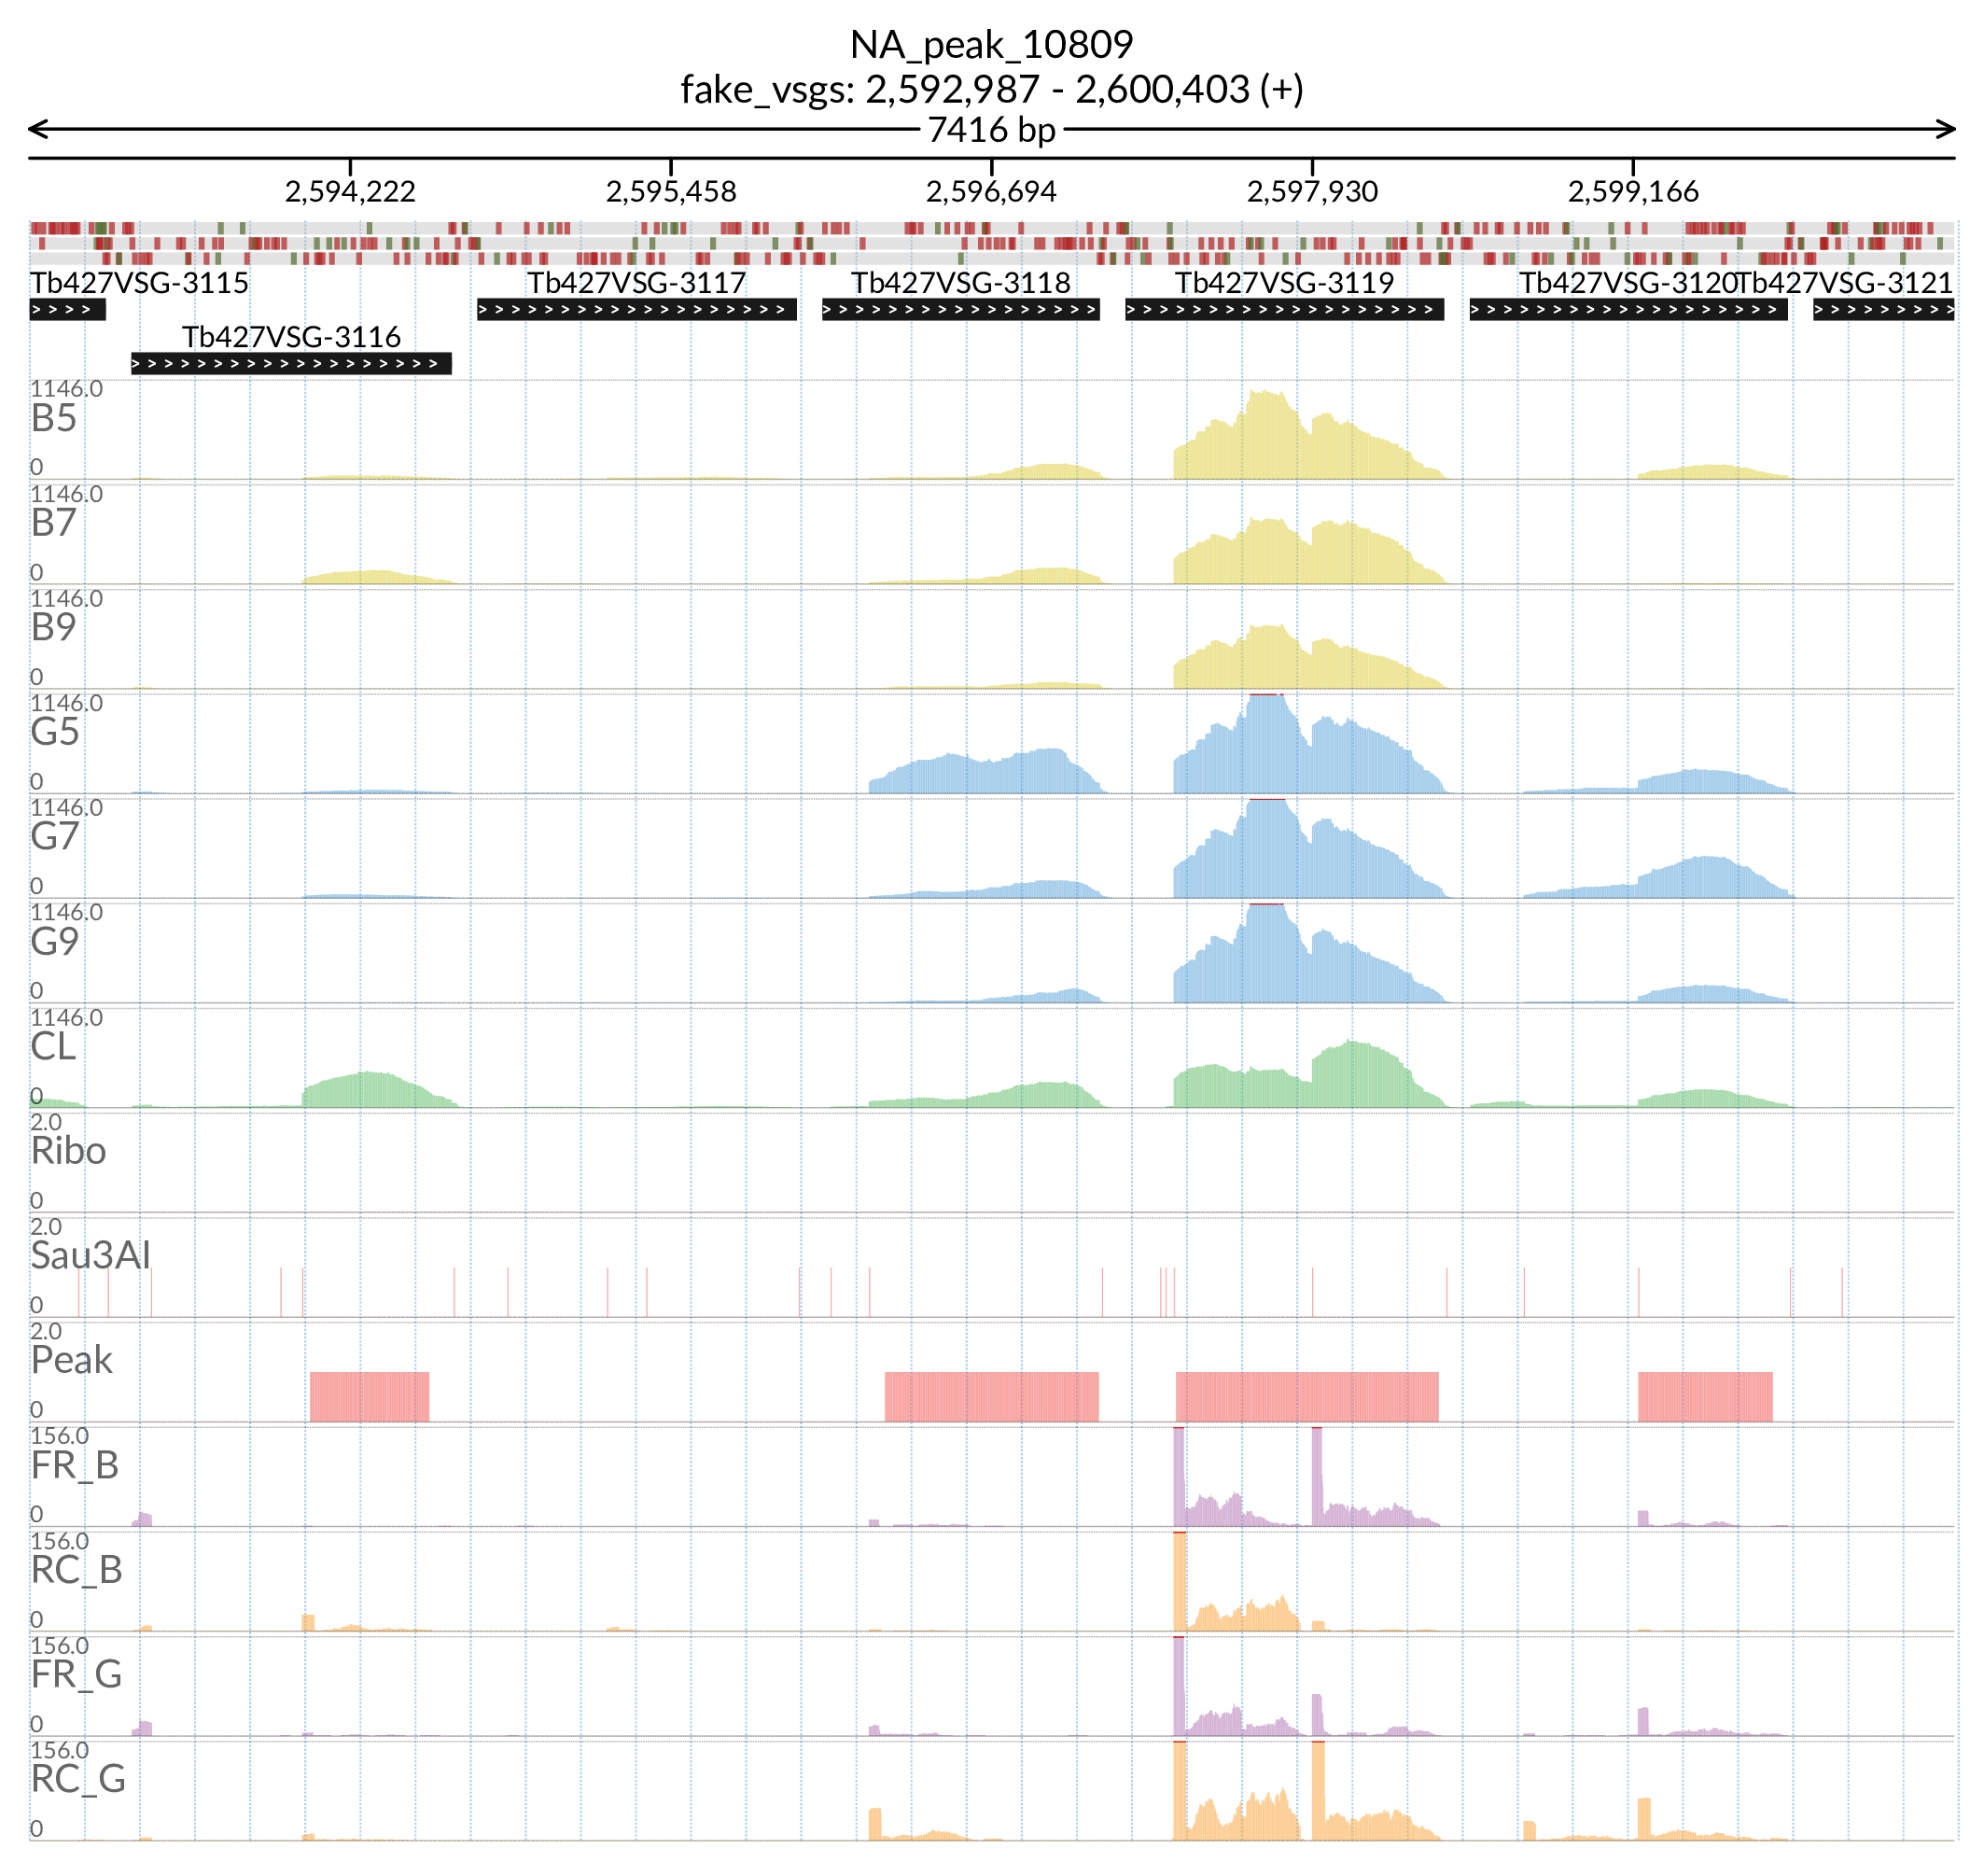 NA_peak_10809
fake_vsgs: 2,592,987 - 2,600,403 (+)
7416 bp
2,594,222 2,595,458 2,596,694 2,597,930 2,599,166
Tb427VSG-3115 Tb427VSG-3117 Tb427VSG-3118 Tb427VSG-3119 Tb427VSG-3120 Tb427VSG-3121
Tb427VSG-3116
1146.0
B5
0
1146.0
B7
0
1146.0
B9
0
1146.0
G5
0
1146.0
G7
0
1146.0
G9
0
1146.0
CL
0
2.0
Ribo
0
2.0
Sau3AI
0
2.0
Peak
0
156.0
FR_B
0
156.0
RC_B
0
156.0
FR_G
0
156.0
RC_G
0